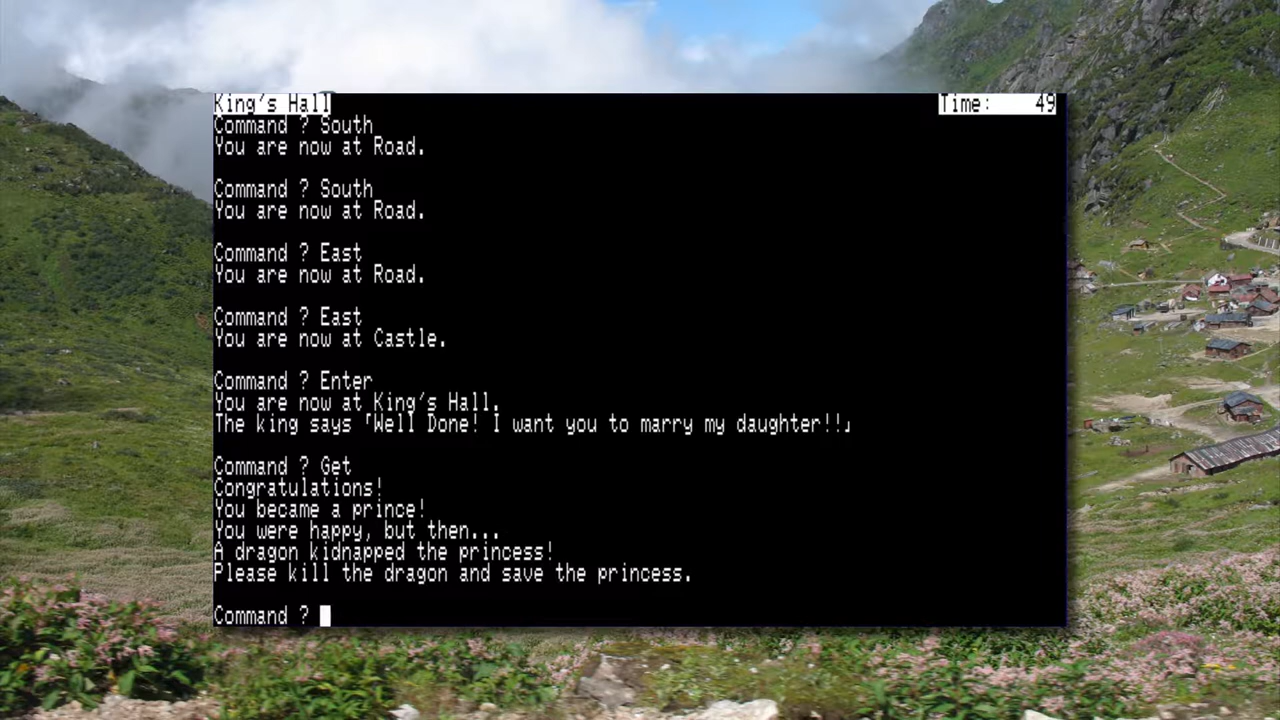 King's Hall Time: 49
Command ? South
You are now at Road.
Command ? South
You are now at Road.
Command ? East
You are now at Road.
Command ? East
You are now at Castle.
Command ? Enter
You are now at King's Hall.
The king says「Well Done! I want you to marry my daughter!!」
Command ? Get
Congratulations!
You became a prince!
You were happy, but then...
A dragon kidnapped the princess!
Please kill the dragon and save the princess.
Command ?